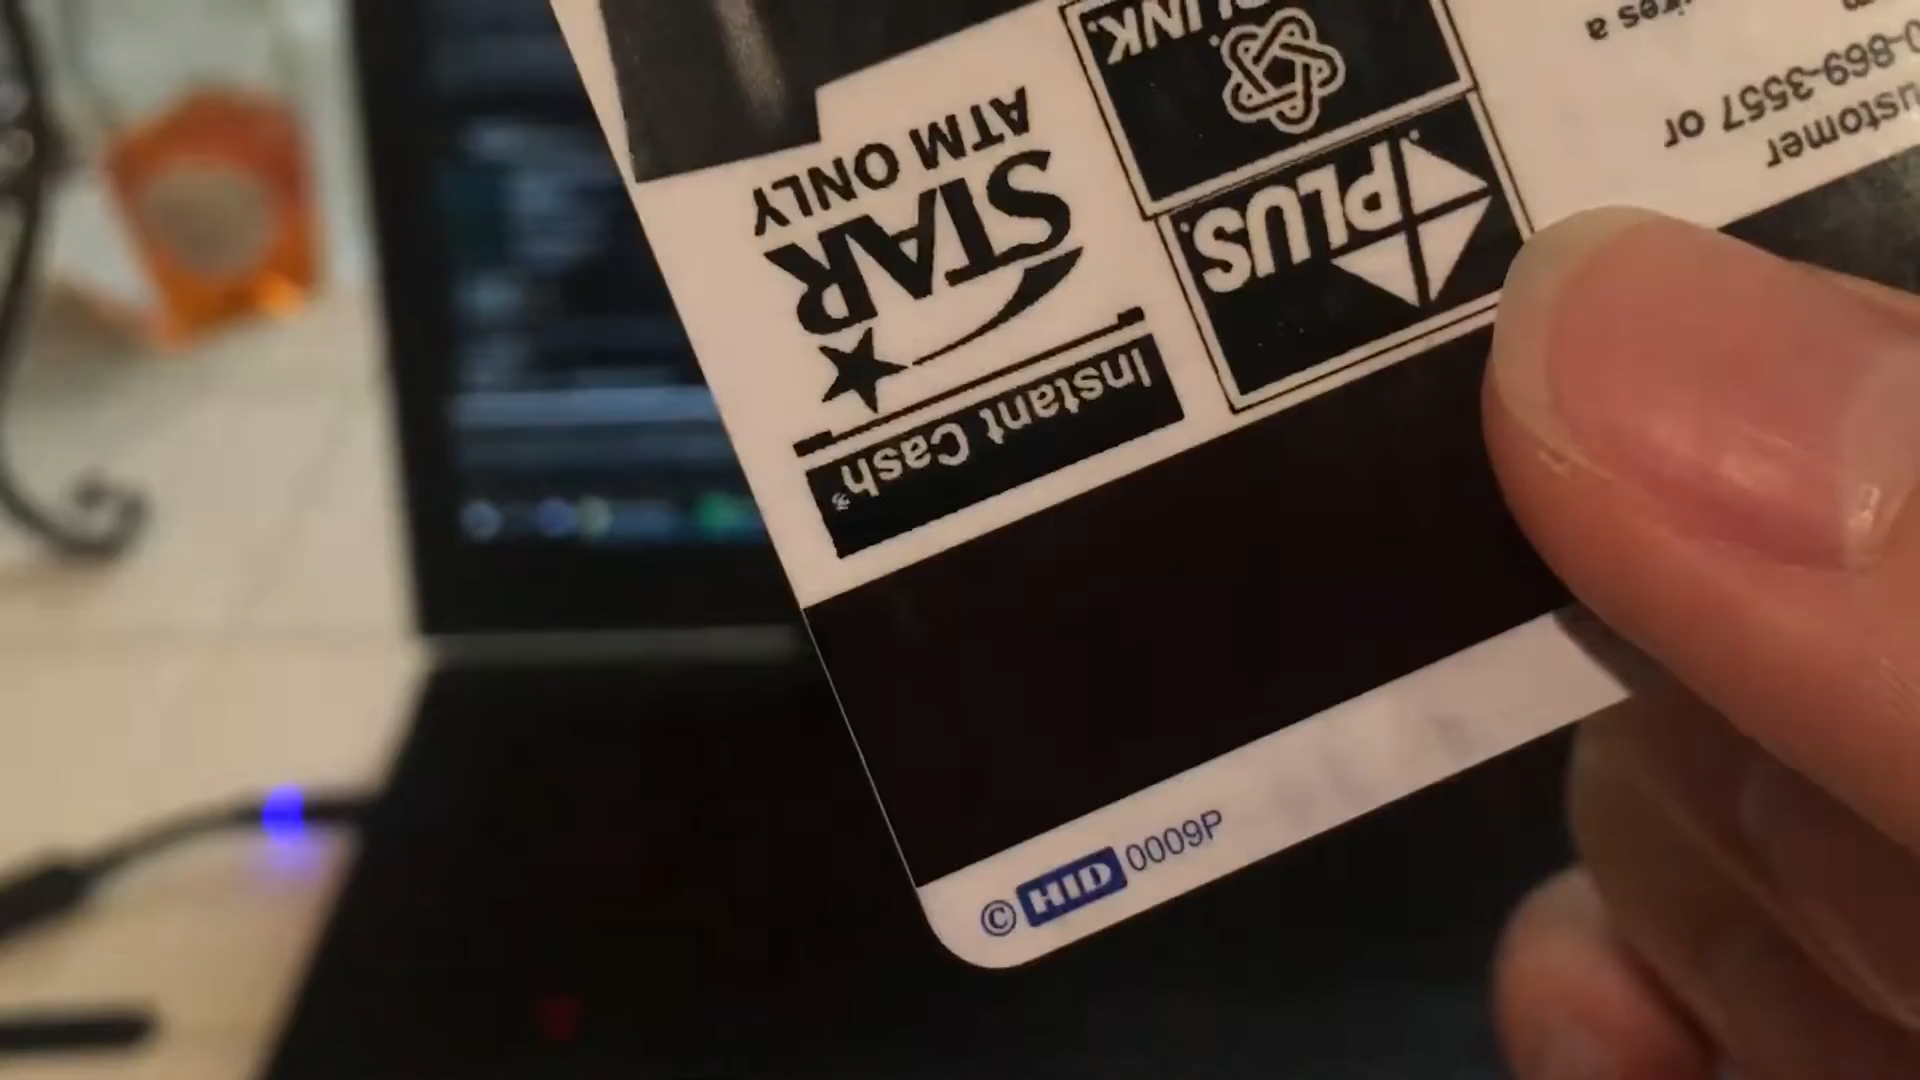 © HID 0009P
Instant Cash®
STAR
ATM ONLY
PLUS.
LINK.
ustomer
0-869-3557 or
ires a